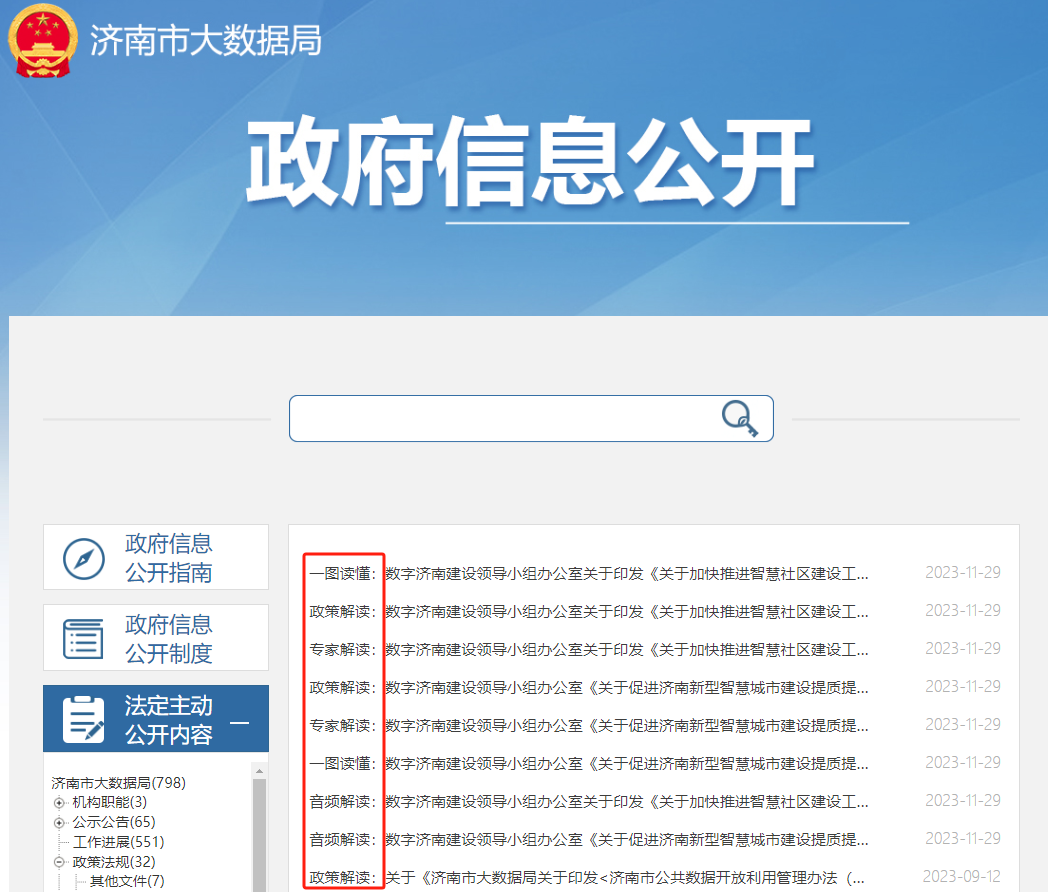 济南市大数据局
政府信息公开
政府信息
公开指南
政府信息
公开制度
法定主动
公开内容
济南市大数据局(798)
机构职能(3)
公示公告(65)
工作进展(551)
政策法规(32)
其他文件(7)
一图读懂：数字济南建设领导小组办公室关于印发《关于加快推进智慧社区建设工... 2023-11-29
政策解读：数字济南建设领导小组办公室关于印发《关于加快推进智慧社区建设工... 2023-11-29
专家解读：数字济南建设领导小组办公室关于印发《关于加快推进智慧社区建设工... 2023-11-29
政策解读：数字济南建设领导小组办公室《关于促进济南新型智慧城市建设提质提... 2023-11-29
专家解读：数字济南建设领导小组办公室《关于促进济南新型智慧城市建设提质提... 2023-11-29
一图读懂：数字济南建设领导小组办公室《关于促进济南新型智慧城市建设提质提... 2023-11-29
音频解读：数字济南建设领导小组办公室关于印发《关于加快推进智慧社区建设工... 2023-11-29
音频解读：数字济南建设领导小组办公室《关于促进济南新型智慧城市建设提质提... 2023-11-29
政策解读：关于《济南市大数据局关于印发<济南市公共数据开放利用管理办法（... 2023-09-12